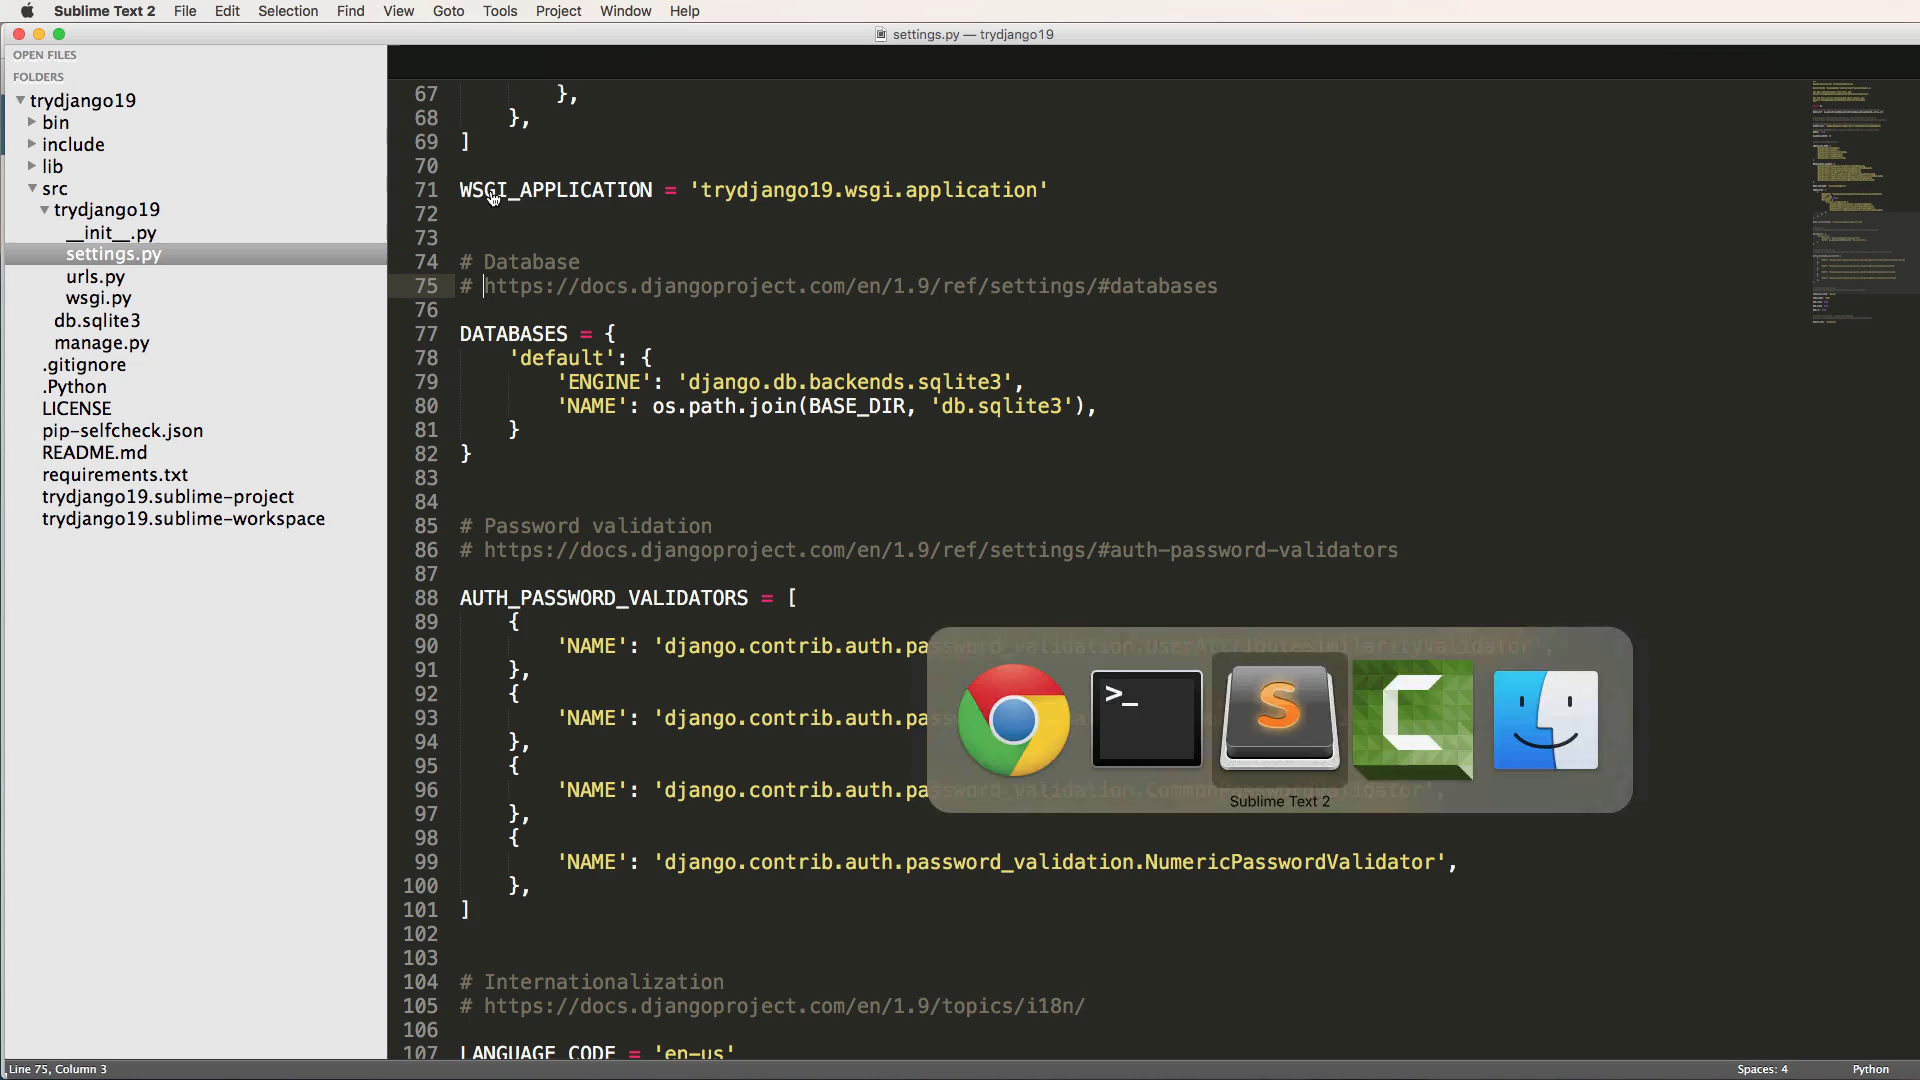 Sublime Text 2 File Edit Selection Find View Goto Tools Project Window Help
settings.py — trydjango19
OPEN FILES
FOLDERS
trydjango19
bin
include
lib
src
trydjango19
__init__.py
settings.py
urls.py
wsgi.py
db.sqlite3
manage.py
.gitignore
.Python
LICENSE
pip-selfcheck.json
README.md
requirements.txt
trydjango19.sublime-project
trydjango19.sublime-workspace
67 },
68 },
69 ]
70
71 WSGI_APPLICATION = 'trydjango19.wsgi.application'
72
73
74 # Database
75 # https://docs.djangoproject.com/en/1.9/ref/settings/#databases
76
77 DATABASES = {
78 'default': {
79 'ENGINE': 'django.db.backends.sqlite3',
80 'NAME': os.path.join(BASE_DIR, 'db.sqlite3'),
81 }
82 }
83
84
85 # Password validation
86 # https://docs.djangoproject.com/en/1.9/ref/settings/#auth-password-validators
87
88 AUTH_PASSWORD_VALIDATORS = [
89 {
90 'NAME': 'django.contrib.auth.password_validation.UserAttributeSimilarityValidator',
91 },
92 {
93 'NAME': 'django.contrib.auth.pa
94 },
95 {
96 'NAME': 'django.contrib.auth.password_validation.CommonPasswordValidator',
97 },
98 {
99 'NAME': 'django.contrib.auth.password_validation.NumericPasswordValidator',
100 },
101 ]
102
103
104 # Internationalization
105 # https://docs.djangoproject.com/en/1.9/topics/i18n/
106
107 LANGUAGE_CODE = 'en-us'
>_
S
C
Sublime Text 2
Line 75, Column 3
Spaces: 4 Python